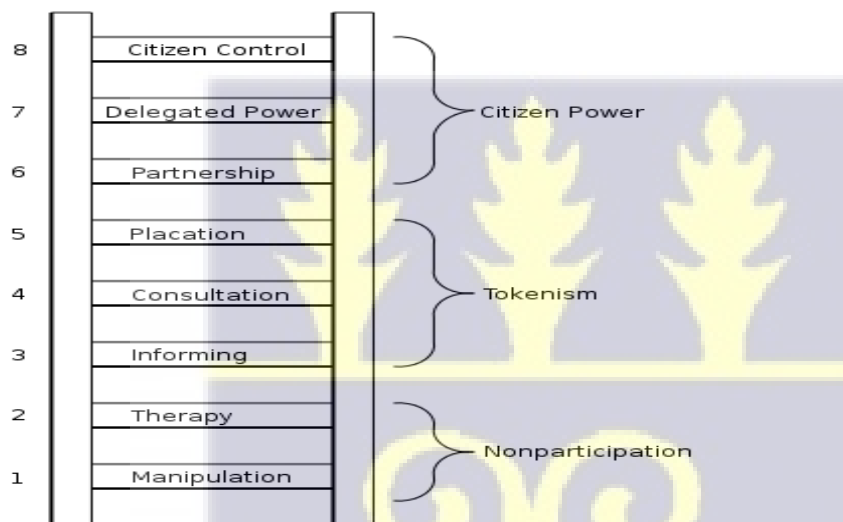 8 Citizen Control
7 Delegated Power Citizen Power
6 Partnership
5 Placation
4 Consultation Tokenism
3 Informing
2 Therapy
Nonparticipation
1 Manipulation